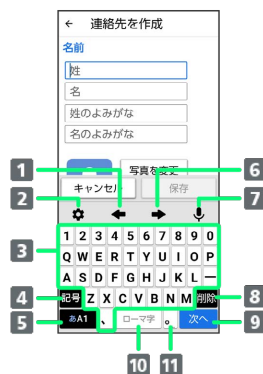 ← 連絡先を作成
名前
姓
名
姓のよみがな
名のよみがな
写真を変更
キャンセル 保存
1 6
2 7
1 2 3 4 5 6 7 8 9 0
3
Q W E R T Y U I O P
A S D F G H J K L ー
4 記号 Z X C V B N M 削除 8
5 あA1 、 ローマ字 。 次へ 9
10 11